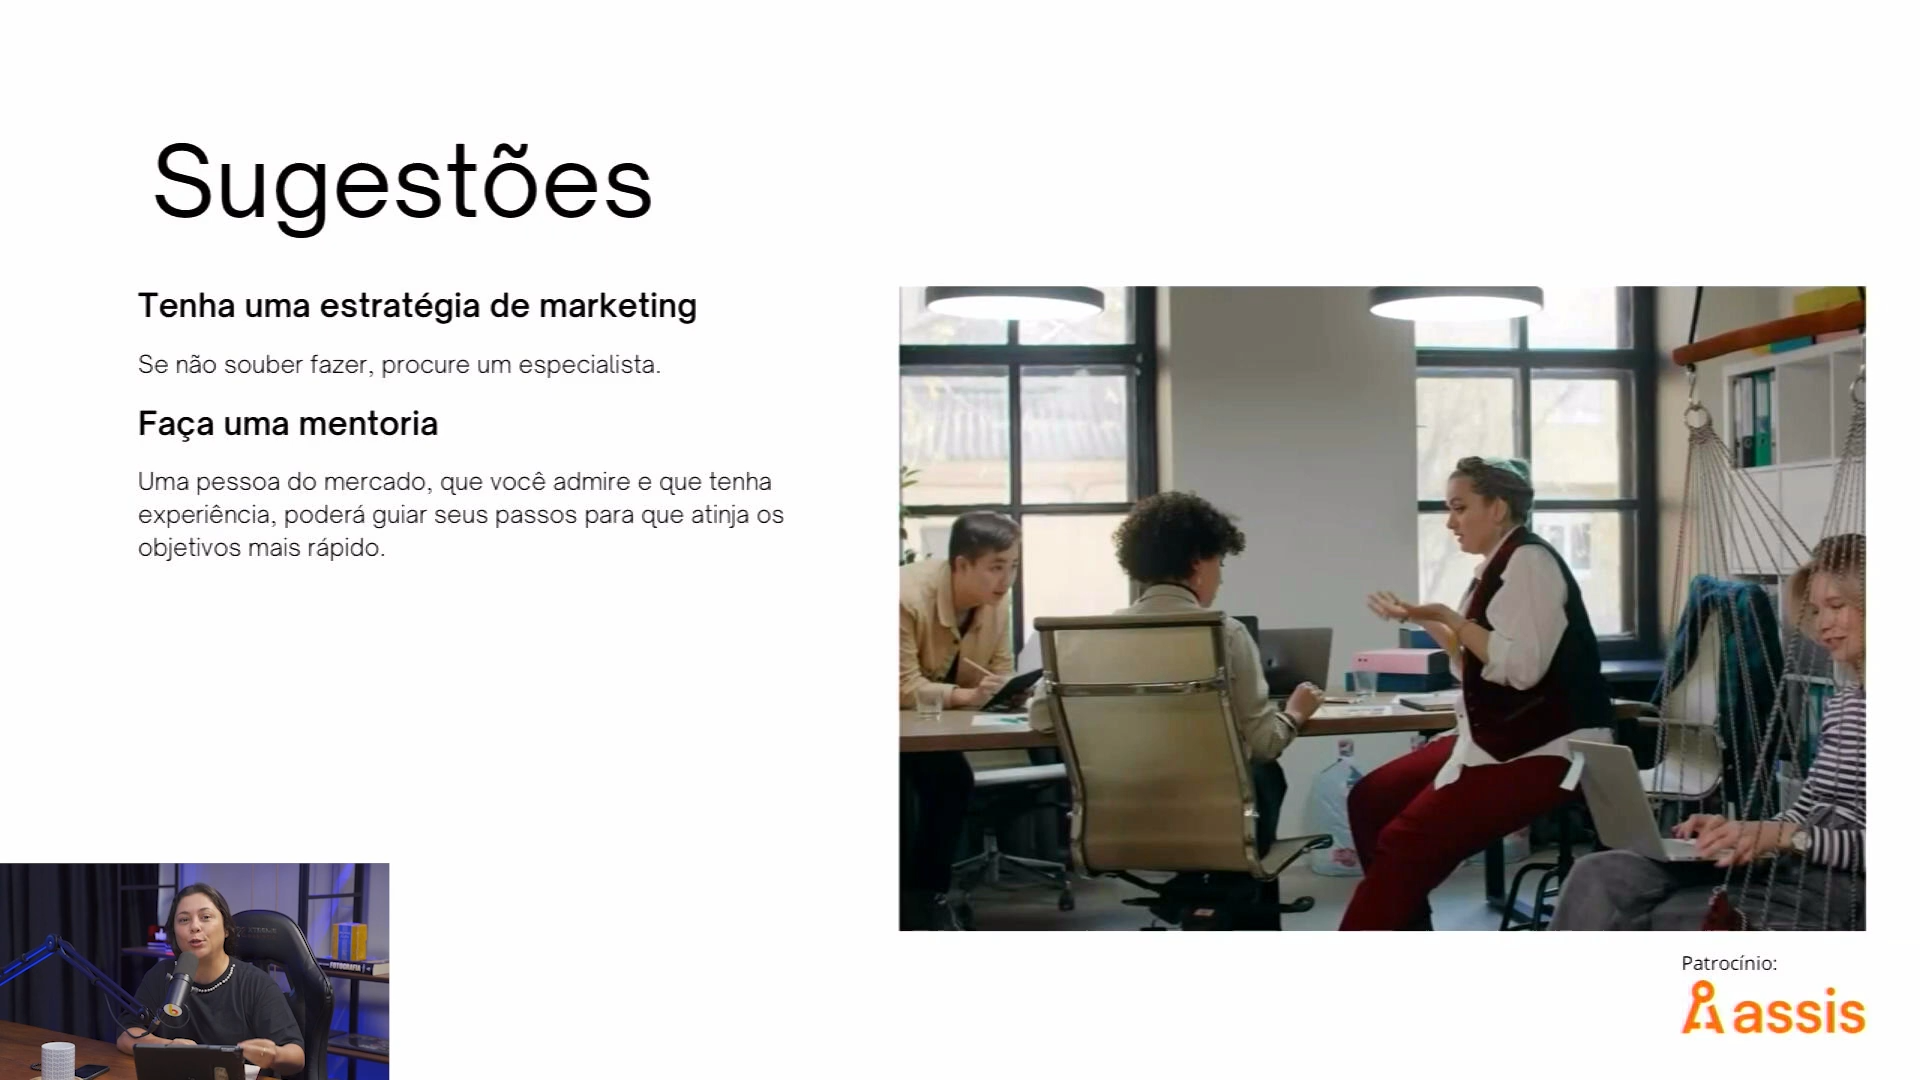 Sugestões
Tenha uma estratégia de marketing
Se não souber fazer, procure um especialista.
Faça uma mentoria
Uma pessoa do mercado, que você admire e que tenha
experiência, poderá guiar seus passos para que atinja os
objetivos mais rápido.
FOTOGRAFIA
Patrocínio:
assis